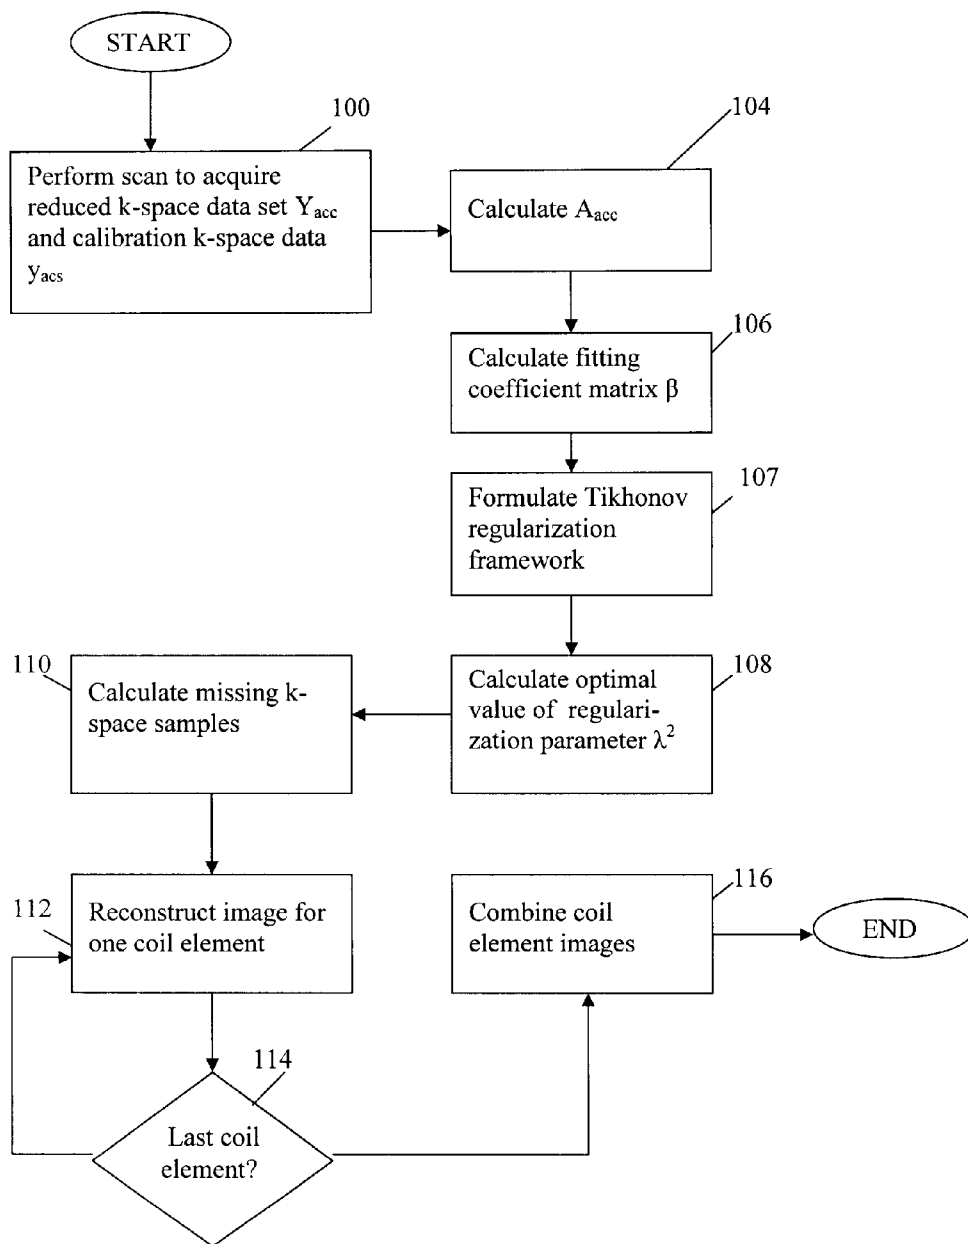 START
100
Perform scan to acquire
reduced k-space data set Yacc
and calibration k-space data
yacs
104
Calculate Aacc
106
Calculate fitting
coefficient matrix β
107
Formulate Tikhonov
regularization
framework
108
Calculate optimal
value of regulari-
zation parameter λ²
110
Calculate missing k-
space samples
112
Reconstruct image for
one coil element
114
Last coil
element?
116
Combine coil
element images
END